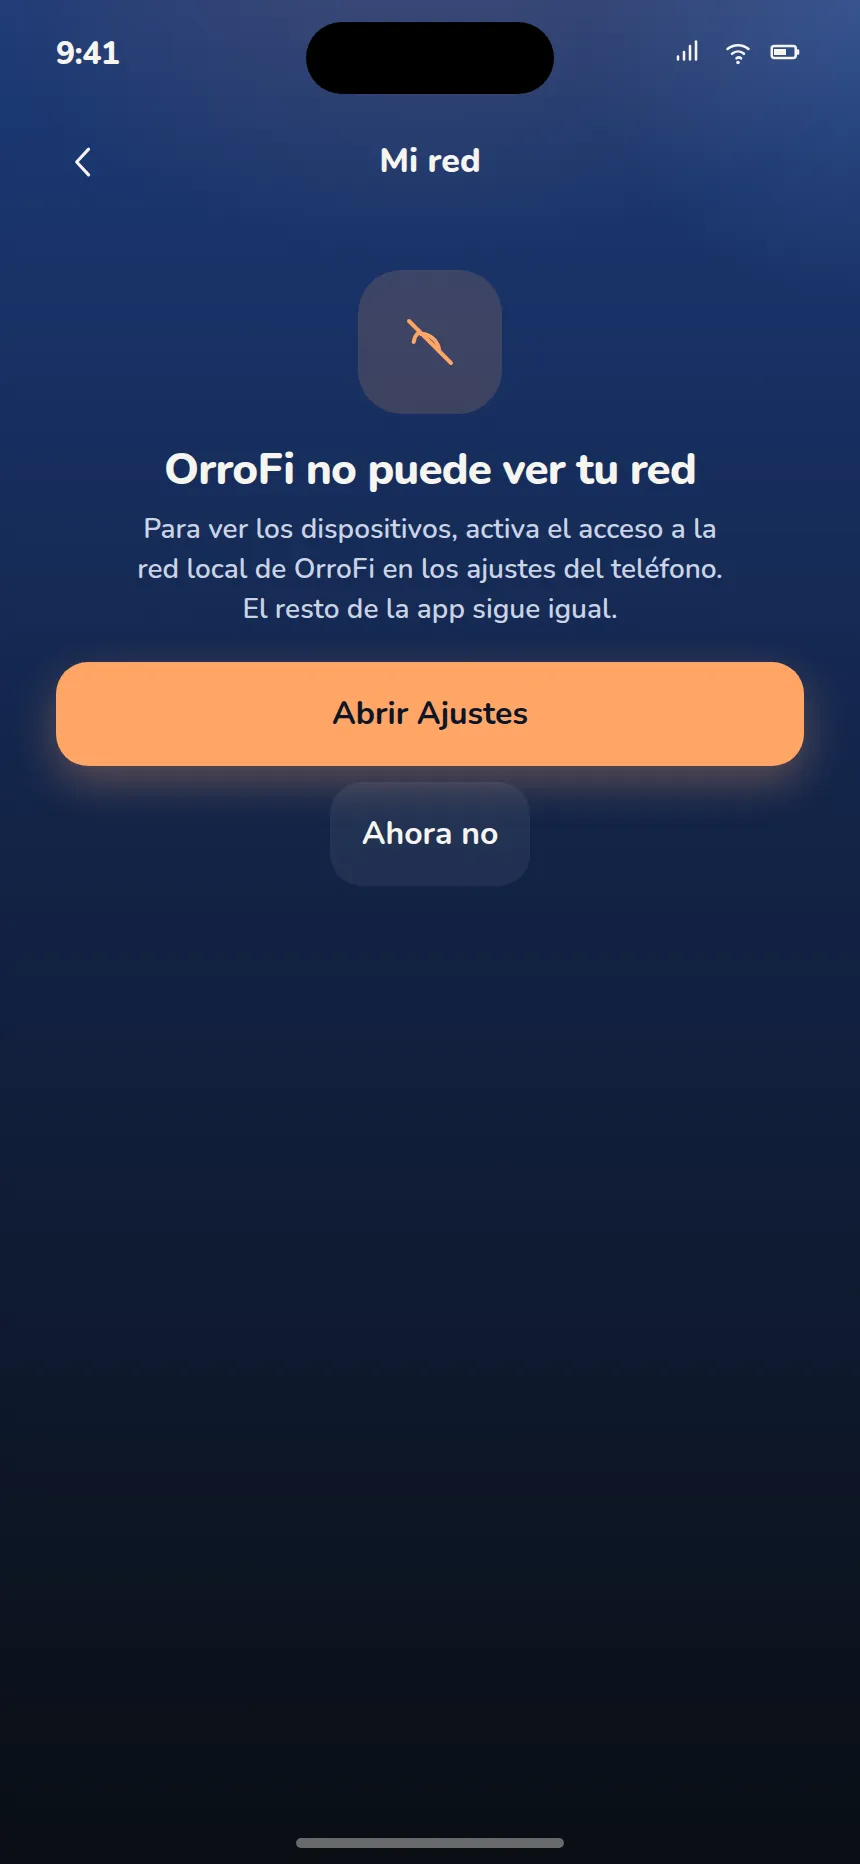 9:41
Mi red
OrroFi no puede ver tu red
Para ver los dispositivos, activa el acceso a la
red local de OrroFi en los ajustes del teléfono.
El resto de la app sigue igual.
Abrir Ajustes
Ahora no